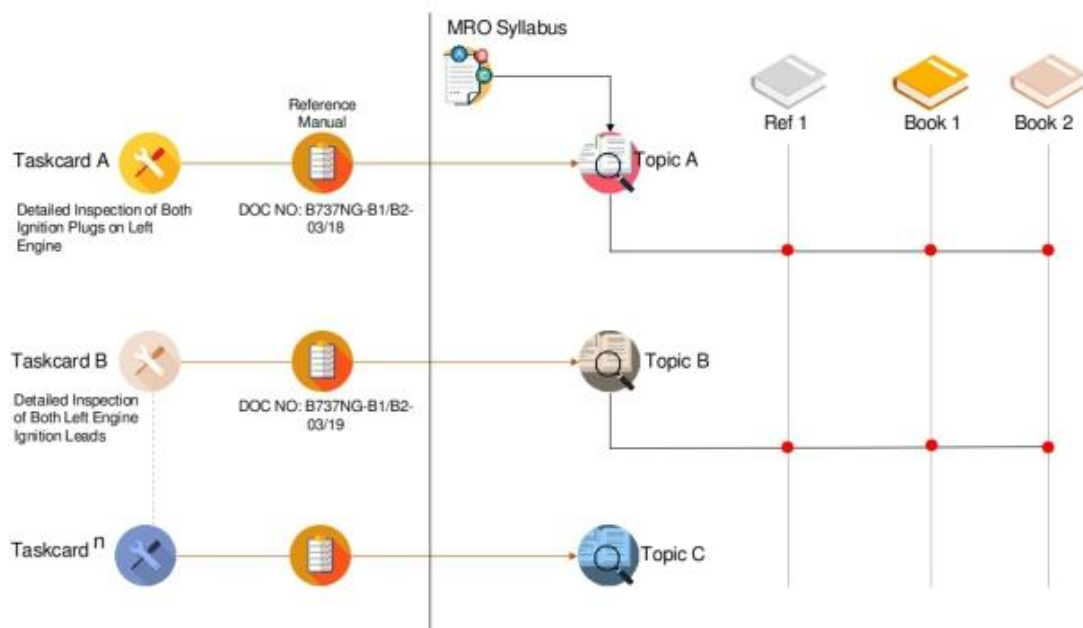 MRO Syllabus
Ref 1
Book 1
Book 2
Reference
Manual
Taskcard A
Topic A
Detailed Inspection of Both
Ignition Plugs on Left
Engine
DOC NO: B737NG-B1/B2-
03/18
Taskcard B
Topic B
Detailed Inspection
of Both Left Engine
Ignition Leads
DOC NO: B737NG-B1/B2-
03/19
Taskcard n
Topic C